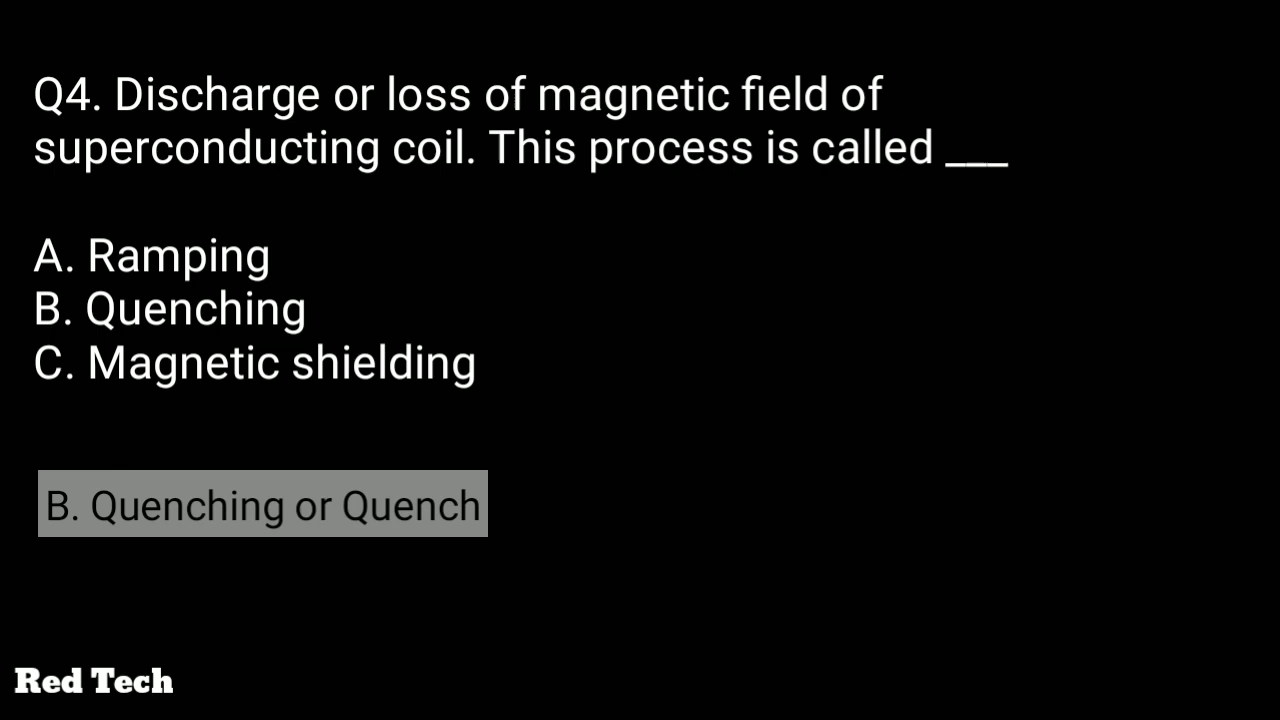 Q4. Discharge or loss of magnetic field of
superconducting coil. This process is called ___
A. Ramping
B. Quenching
C. Magnetic shielding
B. Quenching or Quench
Red Tech